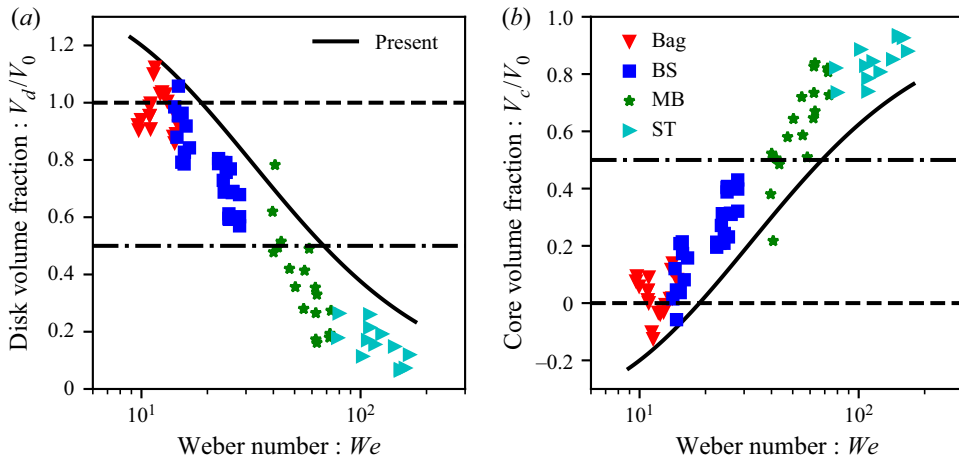 (a)
Disk volume fraction : V_d/V_0
1.2
1.0
0.8
0.6
0.4
0.2
0
10^1
10^2
Weber number : We
Present
(b)
Core volume fraction : V_c/V_0
1.0
0.8
0.6
0.4
0.2
0
−0.2
10^1
10^2
Weber number : We
Bag
BS
MB
ST